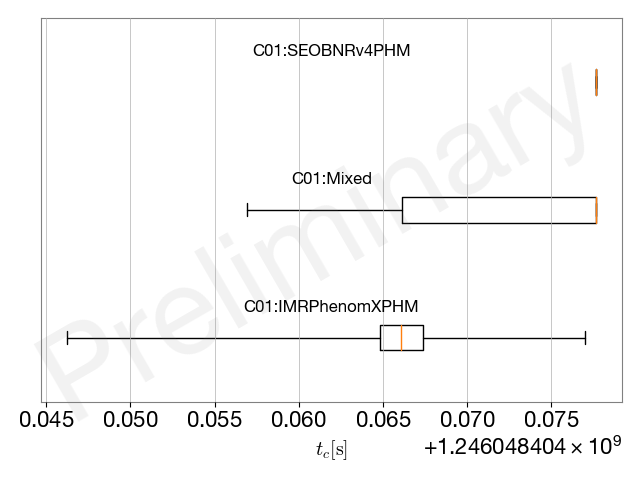 C01:SEOBNRv4PHM
C01:Mixed
C01:IMRPhenomXPHM
Preliminary
0.045 0.050 0.055 0.060 0.065 0.070 0.075
t_c[s]
+1.246048404 × 10⁹